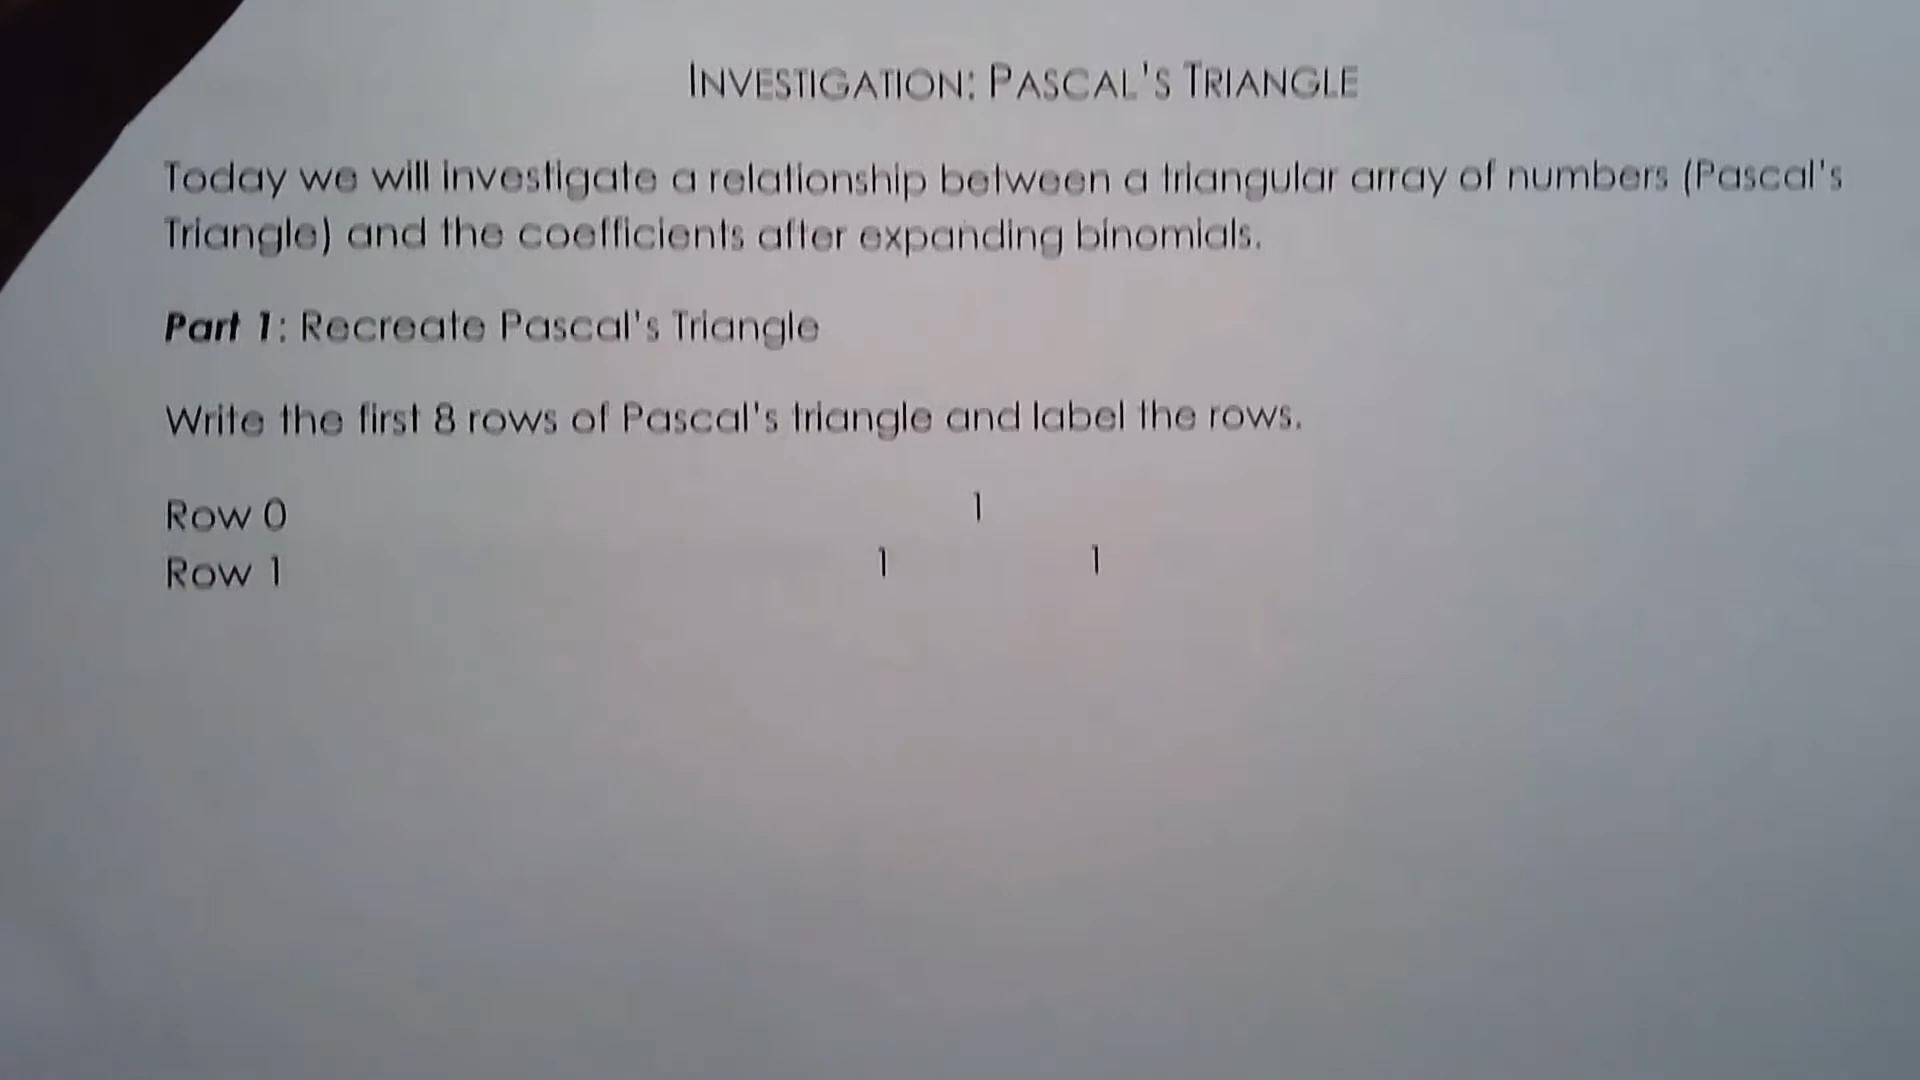 INVESTIGATION: PASCAL'S TRIANGLE
Today we will investigate a relationship between a triangular array of numbers (Pascal's
Triangle) and the coefficients after expanding binomials.
Part 1: Recreate Pascal's Triangle
Write the first 8 rows of Pascal's triangle and label the rows.
Row 0 1
Row 1 1 1